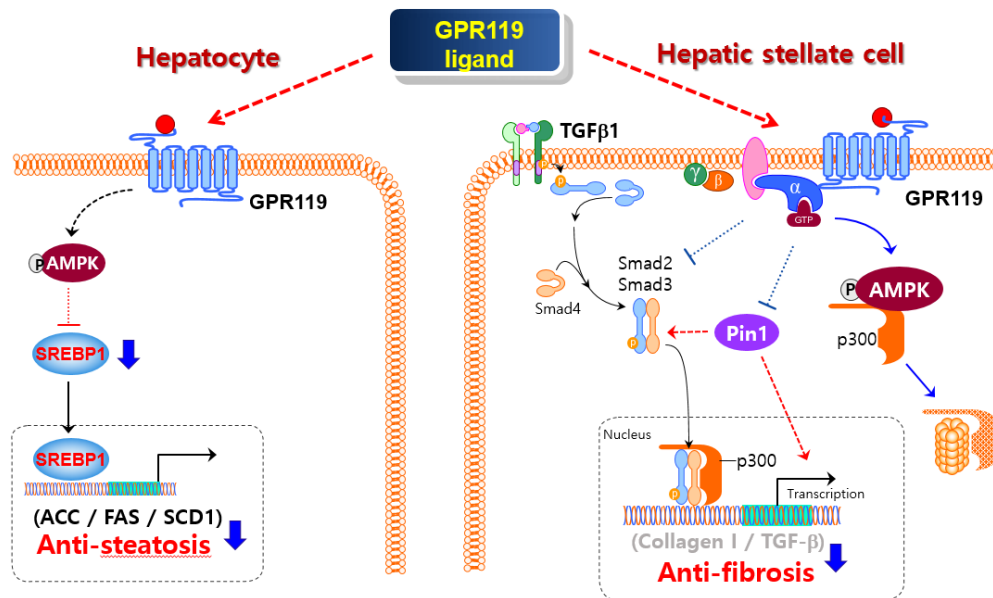 GPR119
ligand
Hepatocyte
Hepatic stellate cell
GPR119
P
AMPK
SREBP1
SREBP1
(ACC / FAS / SCD1)
Anti-steatosis
TGFβ1
P
P
γ
β
α
GTP
GPR119
Smad2
Smad3
Smad4
P
Pin1
P
AMPK
p300
Nucleus
p300
P
Transcription
(Collagen I / TGF-β)
Anti-fibrosis